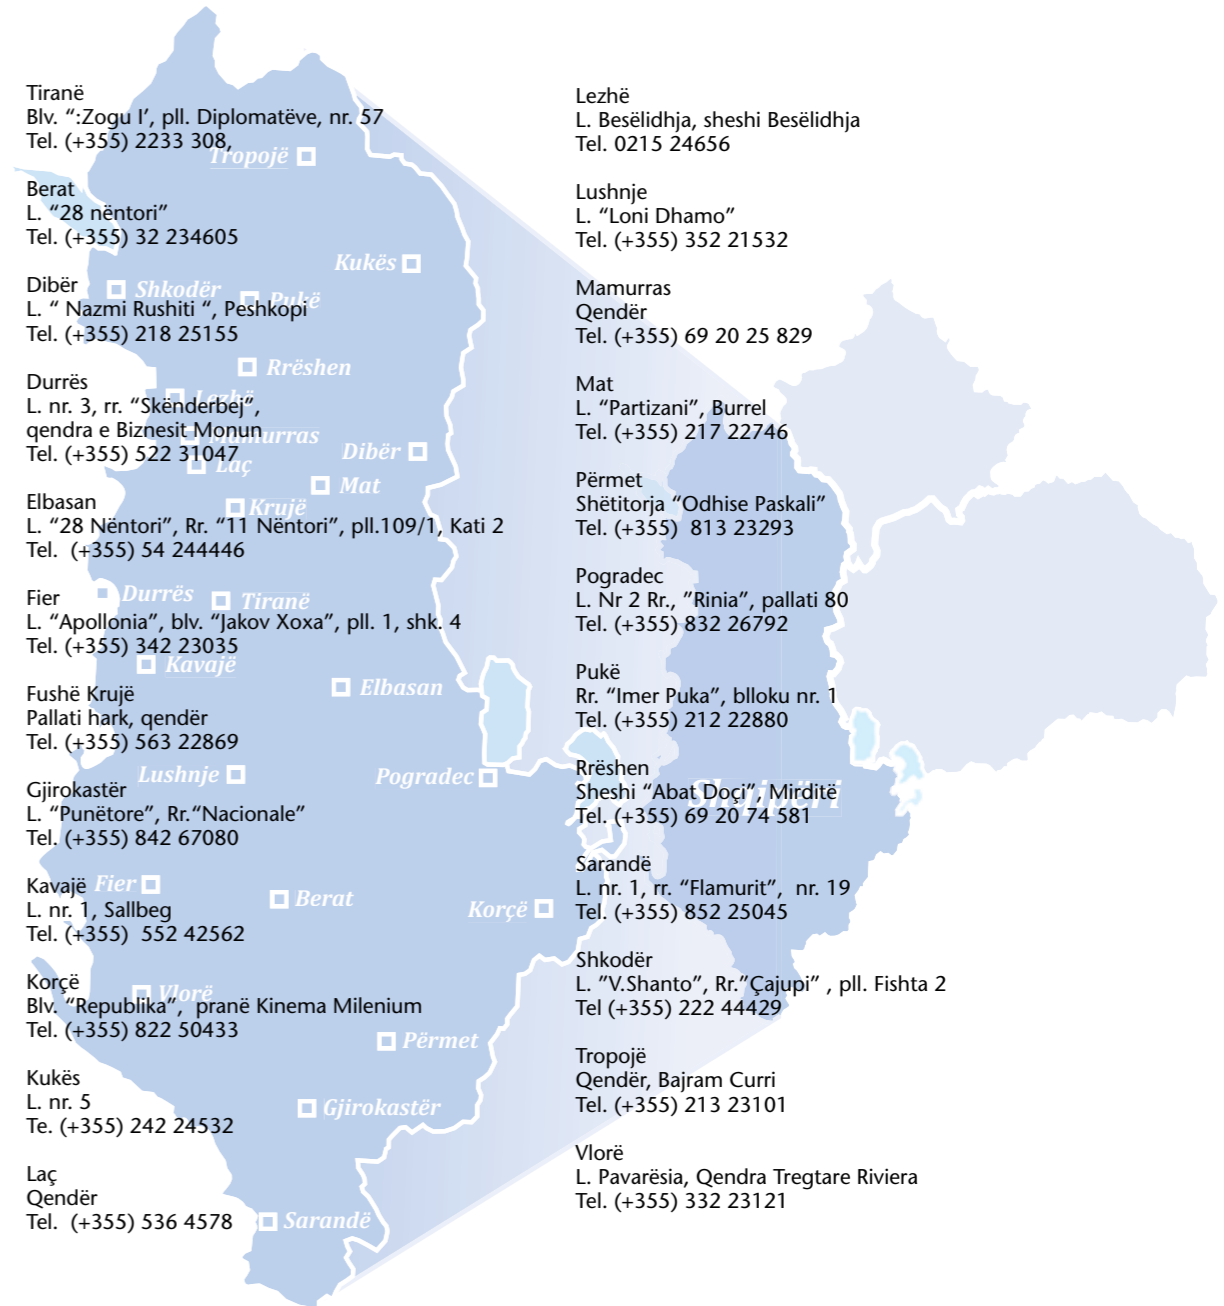 Tiranë
Blv. “:Zogu I’, pll. Diplomatëve, nr. 57
Tel. (+355) 2233 308,
Berat
L. “28 nëntori”
Tel. (+355) 32 234605
Dibër
L. “ Nazmi Rushiti “, Peshkopi
Tel. (+355) 218 25155
Durrës
L. nr. 3, rr. “Skënderbej”,
qendra e Biznesit Monun
Tel. (+355) 522 31047
Elbasan
L. “28 Nëntori”, Rr. “11 Nëntori”, pll.109/1, Kati 2
Tel. (+355) 54 244446
Fier
L. “Apollonia”, blv. “Jakov Xoxa”, pll. 1, shk. 4
Tel. (+355) 342 23035
Fushë Krujë
Pallati hark, qendër
Tel. (+355) 563 22869
Gjirokastër
L. “Punëtore”, Rr.“Nacionale”
Tel. (+355) 842 67080
Kavajë
L. nr. 1, Sallbeg
Tel. (+355) 552 42562
Korçë
Blv. “Republika”, pranë Kinema Milenium
Tel. (+355) 822 50433
Kukës
L. nr. 5
Te. (+355) 242 24532
Laç
Qendër
Tel. (+355) 536 4578
Lezhë
L. Besëlidhja, sheshi Besëlidhja
Tel. 0215 24656
Lushnje
L. “Loni Dhamo”
Tel. (+355) 352 21532
Mamurras
Qendër
Tel. (+355) 69 20 25 829
Mat
L. “Partizani”, Burrel
Tel. (+355) 217 22746
Përmet
Shëtitorja “Odhise Paskali”
Tel. (+355) 813 23293
Pogradec
L. Nr 2 Rr., ”Rinia”, pallati 80
Tel. (+355) 832 26792
Pukë
Rr. “Imer Puka”, blloku nr. 1
Tel. (+355) 212 22880
Rrëshen
Sheshi “Abat Doçi”, Mirditë
Tel. (+355) 69 20 74 581
Sarandë
L. nr. 1, rr. “Flamurit”, nr. 19
Tel. (+355) 852 25045
Shkodër
L. ”V.Shanto”, Rr.”Çajupi” , pll. Fishta 2
Tel (+355) 222 44429
Tropojë
Qendër, Bajram Curri
Tel. (+355) 213 23101
Vlorë
L. Pavarësia, Qendra Tregtare Riviera
Tel. (+355) 332 23121
Tropojë
Kukës
Shkodër
Pukë
Rrëshen
Lezhë
Mamurras
Dibër
Laç
Mat
Krujë
Durrës
Tiranë
Kavajë
Elbasan
Lushnje
Pogradec
Fier
Berat
Korçë
Vlorë
Përmet
Gjirokastër
Sarandë
Shqipëri